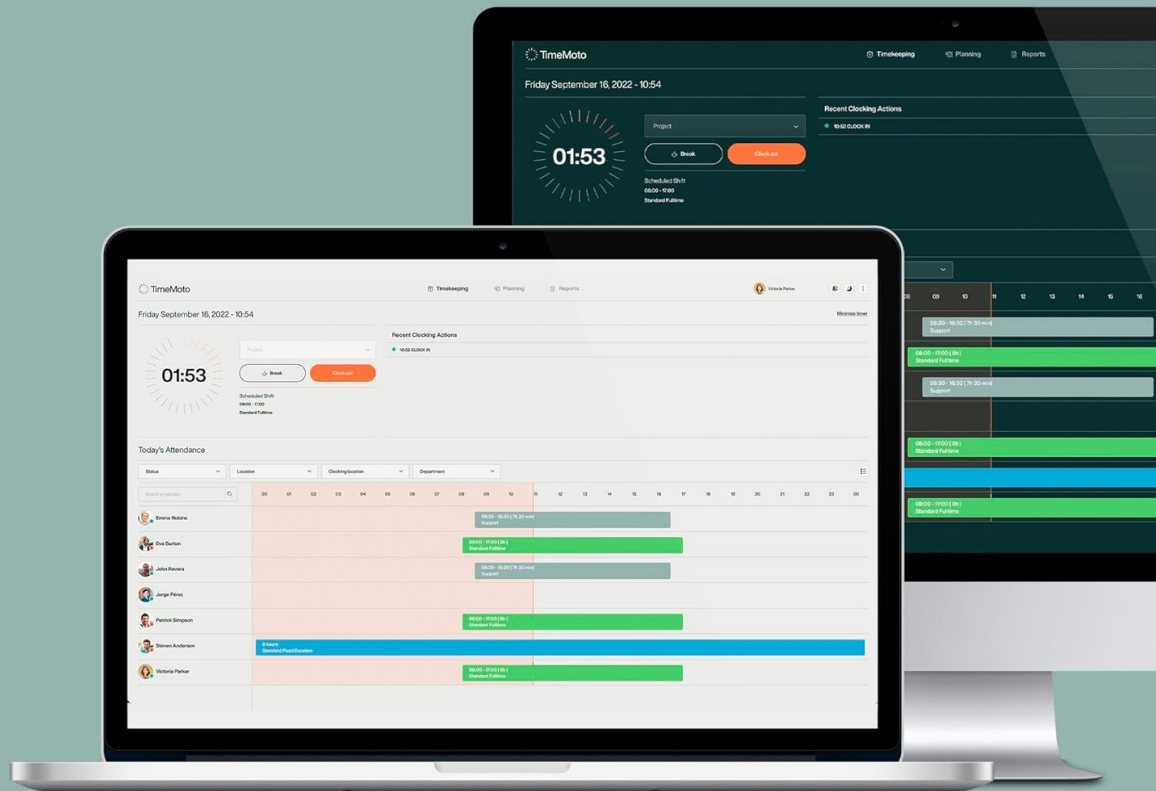 TimeMoto
Timekeeping
Planning
Reports
Friday September 16, 2022 - 10:54
01:53
Project
Break
Clock out
Scheduled Shift
08:00 - 17:00
Standard Fulltime
Recent Clocking Actions
10:52 CLOCK IN
08 09 10 11 12 13 14 15 16
08:30 - 16:30 ( 7h 30 min)
Support
08:00 - 17:00 ( 8h )
Standard Fulltime
08:30 - 16:30 ( 7h 30 min)
Support
08:00 - 17:00 ( 8h )
Standard Fulltime
08:00 - 17:00 ( 8h )
Standard Fulltime
TimeMoto
Timekeeping
Planning
Reports
Victoria Parker
Friday September 16, 2022 - 10:54
Minimize timer
01:53
Project
Break
Clock out
Scheduled Shift
08:00 - 17:00
Standard Fulltime
Recent Clocking Actions
10:52 CLOCK IN
Today's Attendance
Status
Location
Clocking location
Department
00 01 02 03 04 05 06 07 08 09 10 11 12 13 14 15 16 17 18 19 20 21 22 23 00
Emma Robins
08:30 - 16:30 ( 7h 30 min)
Support
Eva Durton
08:00 - 17:00 ( 8h )
Standard Fulltime
John Revera
08:30 - 16:30 ( 7h 30 min)
Support
Jorge Pérez
Patrick Simpson
08:00 - 17:00 ( 8h )
Standard Fulltime
Steven Anderson
8 hours
Standard Fixed Duration
Victoria Parker
08:00 - 17:00 ( 8h )
Standard Fulltime